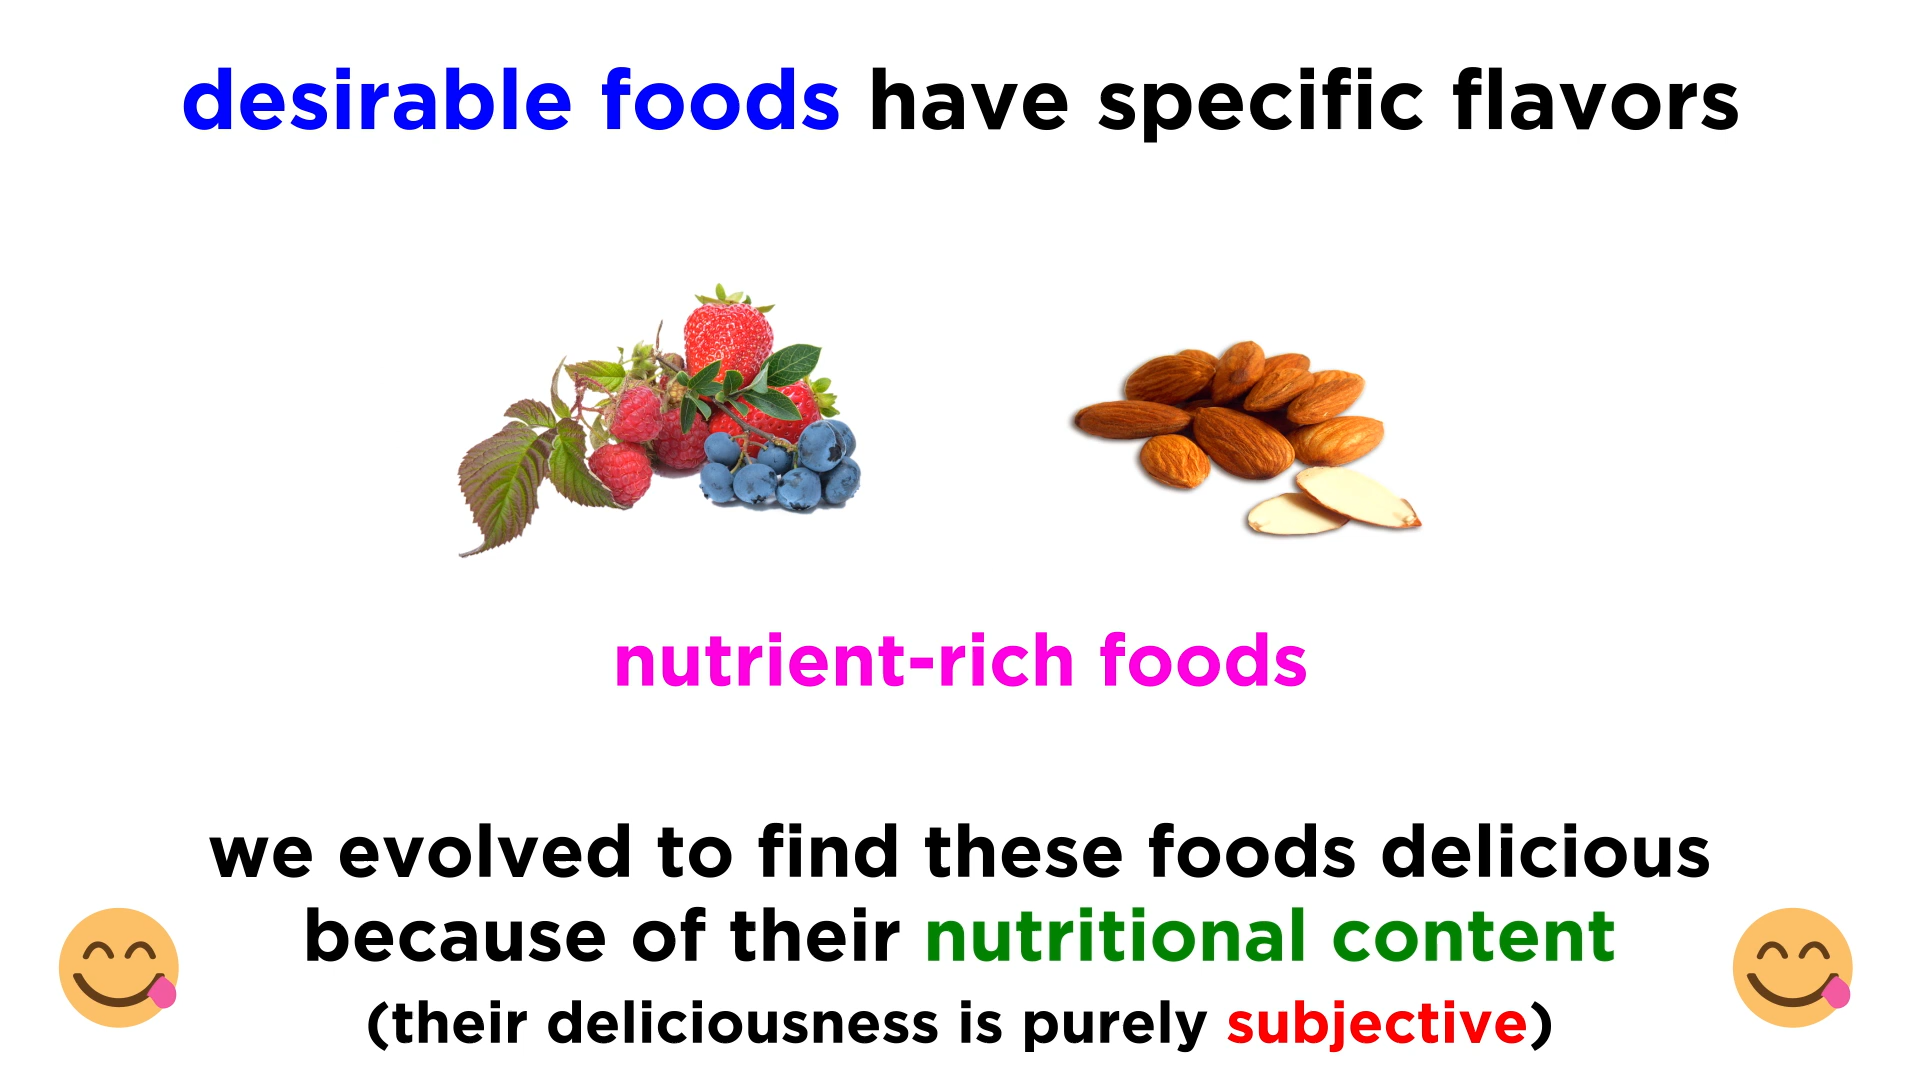 desirable foods have specific flavors
nutrient-rich foods
we evolved to find these foods delicious
because of their nutritional content
(their deliciousness is purely subjective)